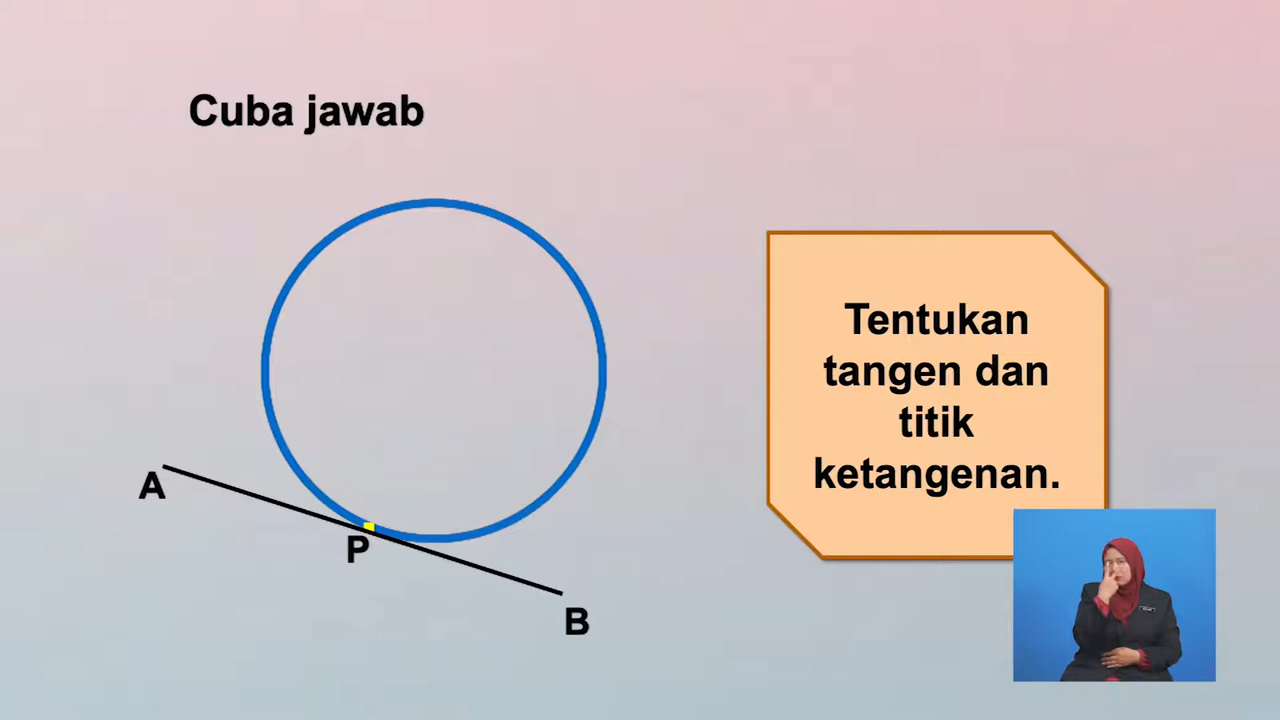 Cuba jawab
Tentukan
tangen dan
titik
ketangenan.
A
P
B